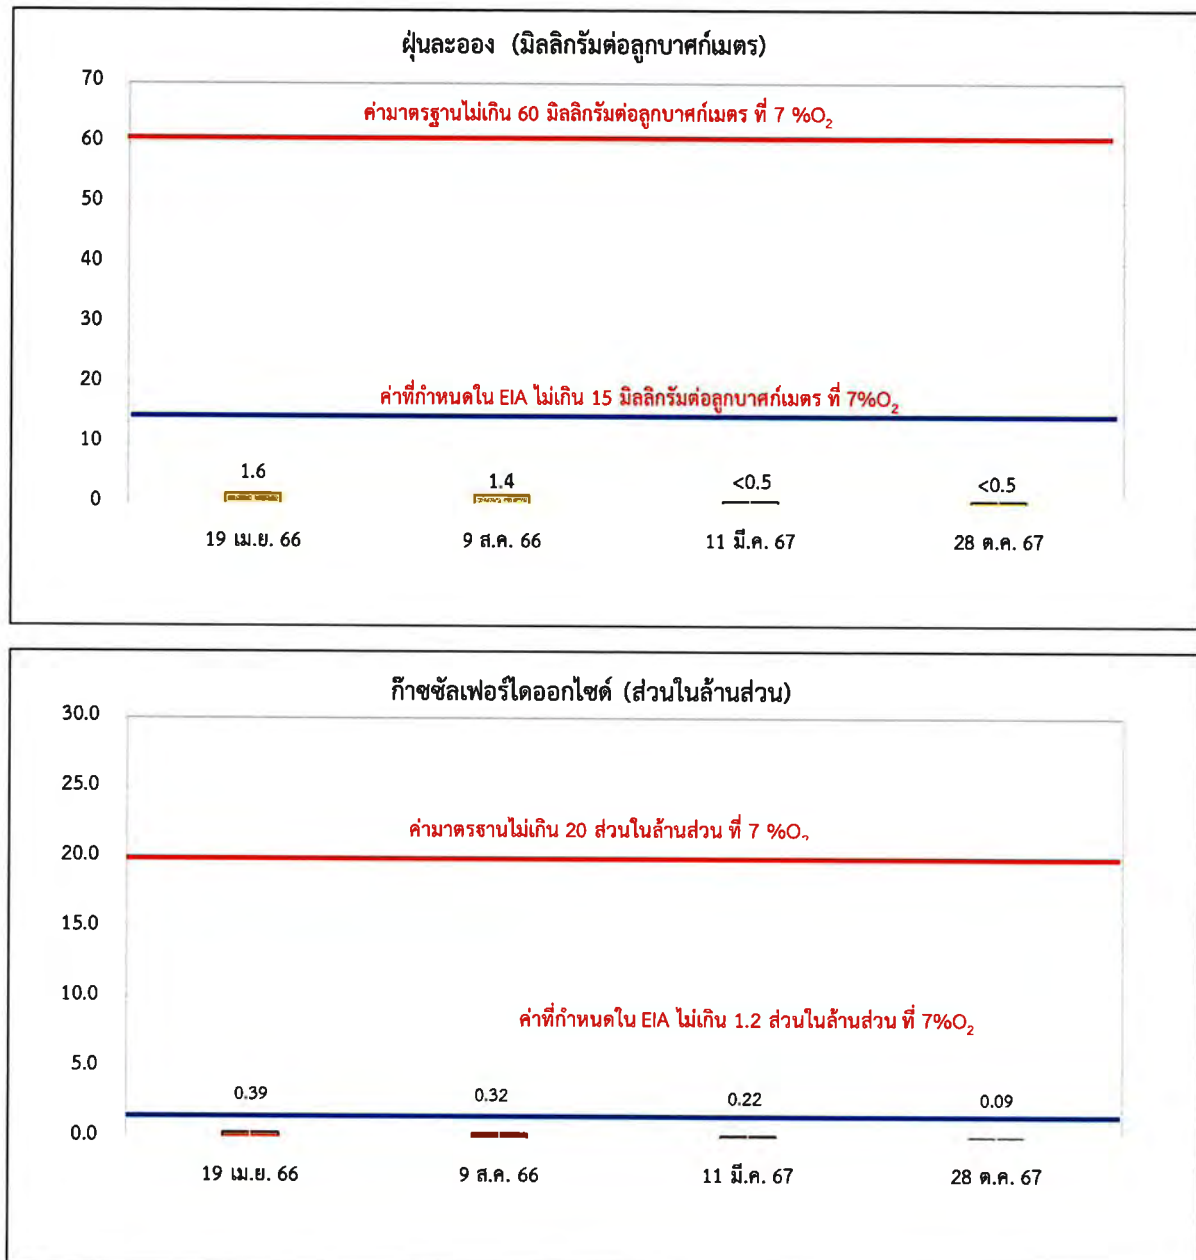 ฝุ่นละออง (มิลลิกรัมต่อลูกบาศก์เมตร)
70
ค่ามาตรฐานไม่เกิน 60 มิลลิกรัมต่อลูกบาศก์เมตร ที่ 7 %O₂
60
50
40
30
20
ค่าที่กำหนดใน EIA ไม่เกิน 15 มิลลิกรัมต่อลูกบาศก์เมตร ที่ 7%O₂
10
1.6 1.4 <0.5 <0.5
0
19 เม.ย. 66 9 ส.ค. 66 11 มี.ค. 67 28 ต.ค. 67
ก๊าซซัลเฟอร์ไดออกไซด์ (ส่วนในล้านส่วน)
30.0
25.0
ค่ามาตรฐานไม่เกิน 20 ส่วนในล้านส่วน ที่ 7 %O₂
20.0
15.0
10.0
ค่าที่กำหนดใน EIA ไม่เกิน 1.2 ส่วนในล้านส่วน ที่ 7%O₂
5.0
0.39 0.32 0.22 0.09
0.0
19 เม.ย. 66 9 ส.ค. 66 11 มี.ค. 67 28 ต.ค. 67